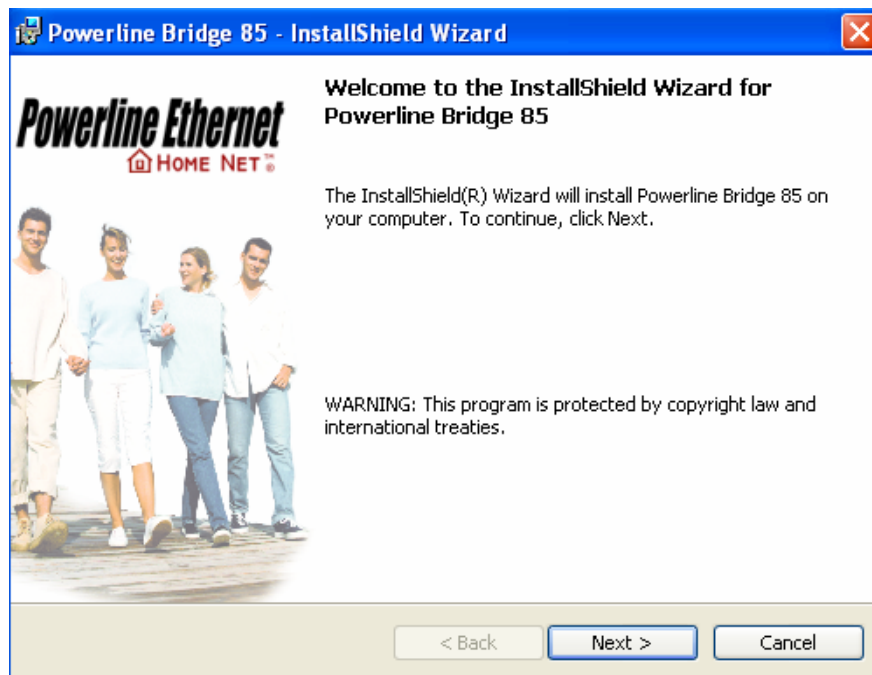 Powerline Bridge 85 - InstallShield Wizard
Powerline Ethernet
HOME NET™®
Welcome to the InstallShield Wizard for
Powerline Bridge 85
The InstallShield(R) Wizard will install Powerline Bridge 85 on
your computer. To continue, click Next.
WARNING: This program is protected by copyright law and
international treaties.
< Back
Next >
Cancel